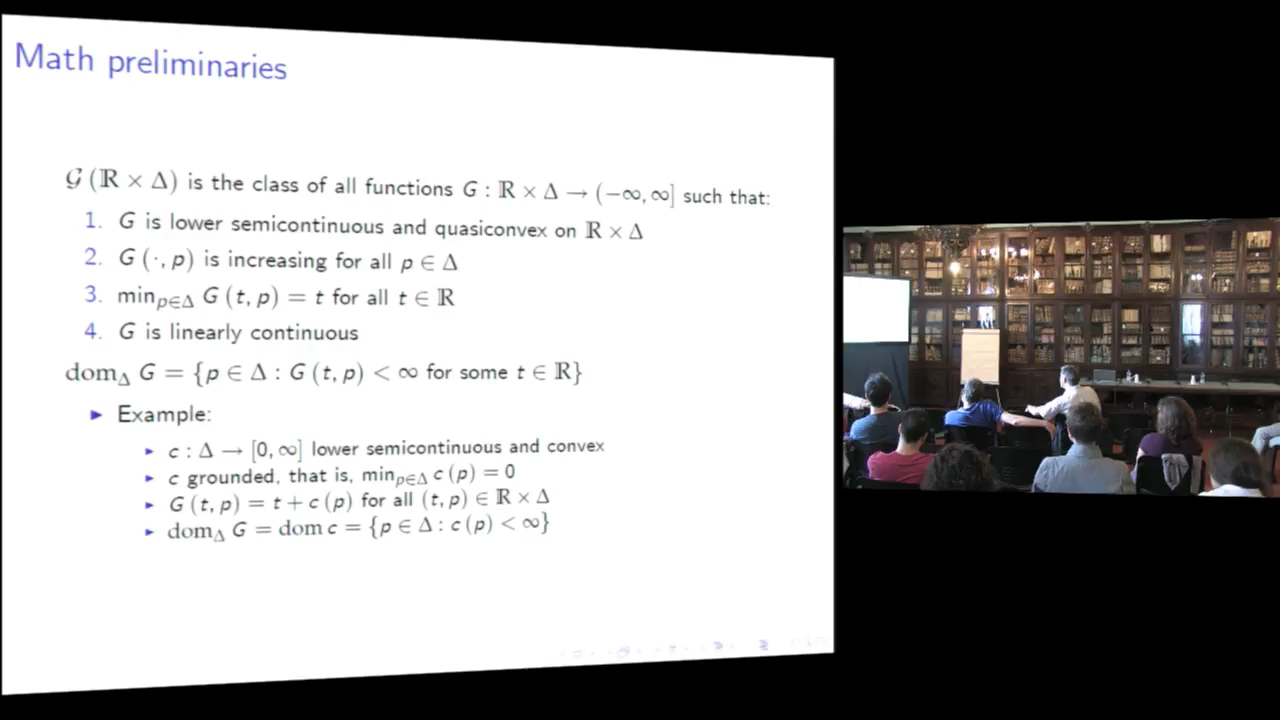 Math preliminaries
𝒢 (ℝ × Δ) is the class of all functions G : ℝ × Δ → (−∞, ∞] such that:
1. G is lower semicontinuous and quasiconvex on ℝ × Δ
2. G (·, p) is increasing for all p ∈ Δ
3. min_{p∈Δ} G (t, p) = t for all t ∈ ℝ
4. G is linearly continuous
dom_Δ G = {p ∈ Δ : G (t, p) < ∞ for some t ∈ ℝ}
▶ Example:
▶ c : Δ → [0, ∞] lower semicontinuous and convex
▶ c grounded, that is, min_{p∈Δ} c (p) = 0
▶ G (t, p) = t + c (p) for all (t, p) ∈ ℝ × Δ
▶ dom_Δ G = dom c = {p ∈ Δ : c (p) < ∞}